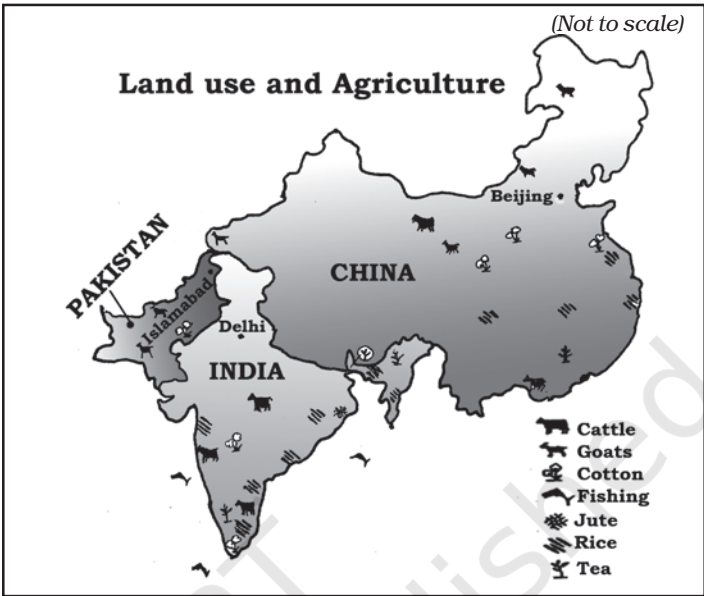 (Not to scale)
Land use and Agriculture
Beijing
PAKISTAN
CHINA
Islamabad
Delhi
INDIA
Cattle
Goats
Cotton
Fishing
Jute
Rice
Tea